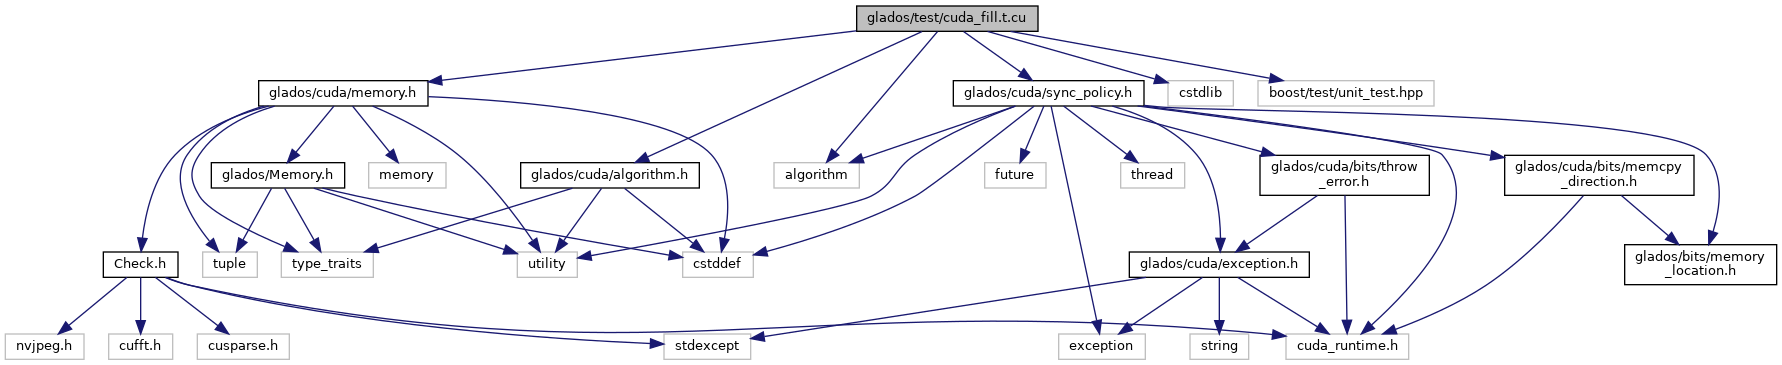 glados/test/cuda_fill.t.cu
glados/cuda/memory.h
glados/cuda/sync_policy.h
cstdlib
boost/test/unit_test.hpp
glados/Memory.h
memory
glados/cuda/algorithm.h
algorithm
future
thread
glados/cuda/bits/throw
_error.h
glados/cuda/bits/memcpy
_direction.h
Check.h
tuple
type_traits
utility
cstddef
glados/cuda/exception.h
glados/bits/memory
_location.h
nvjpeg.h
cufft.h
cusparse.h
stdexcept
exception
string
cuda_runtime.h